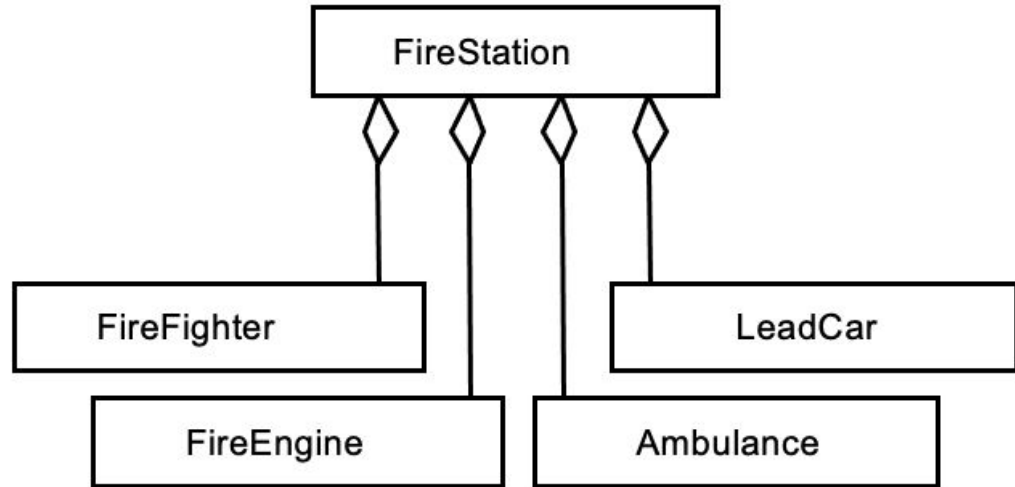 FireStation
FireFighter
LeadCar
FireEngine
Ambulance